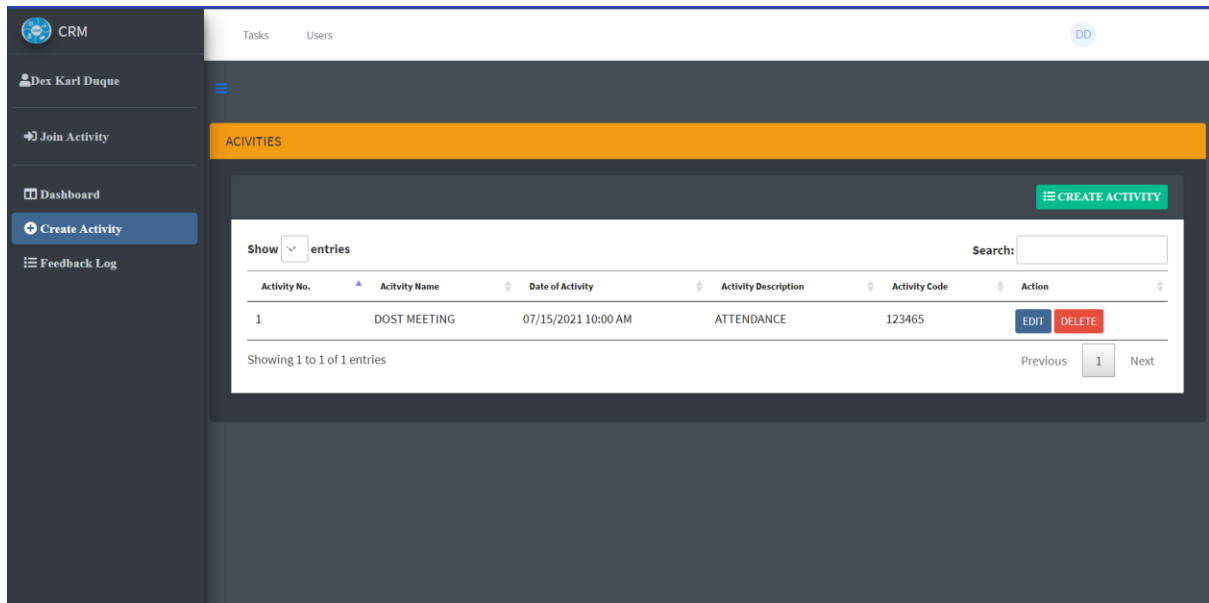 CRM
Tasks Users DD
Dex Karl Duque
Join Activity
ACIVITIES
Dashboard
CREATE ACTIVITY
Create Activity
Feedback Log
Show entries Search:
Activity No. Acitvity Name Date of Activity Activity Description Activity Code Action
1 DOST MEETING 07/15/2021 10:00 AM ATTENDANCE 123465 EDIT DELETE
Showing 1 to 1 of 1 entries Previous 1 Next